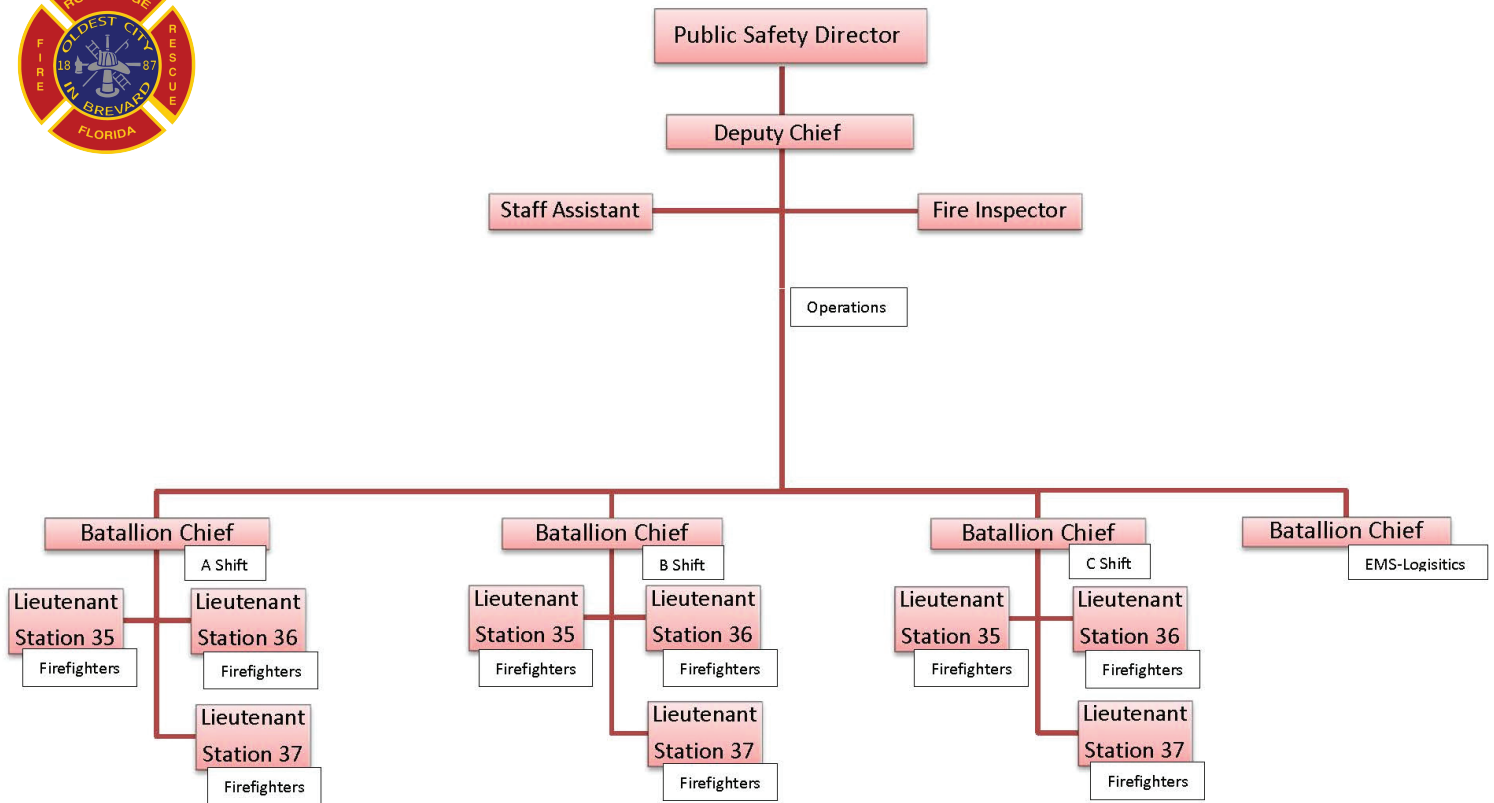 FIRE
RESCUE
OLDEST CITY
18 87
IN BREVARD
FLORIDA
Public Safety Director
Deputy Chief
Staff Assistant
Fire Inspector
Operations
Batallion Chief
A Shift
Lieutenant
Station 35
Firefighters
Lieutenant
Station 36
Firefighters
Lieutenant
Station 37
Firefighters
Batallion Chief
B Shift
Lieutenant
Station 35
Firefighters
Lieutenant
Station 36
Firefighters
Lieutenant
Station 37
Firefighters
Batallion Chief
C Shift
Lieutenant
Station 35
Firefighters
Lieutenant
Station 36
Firefighters
Lieutenant
Station 37
Firefighters
Batallion Chief
EMS-Logisitics